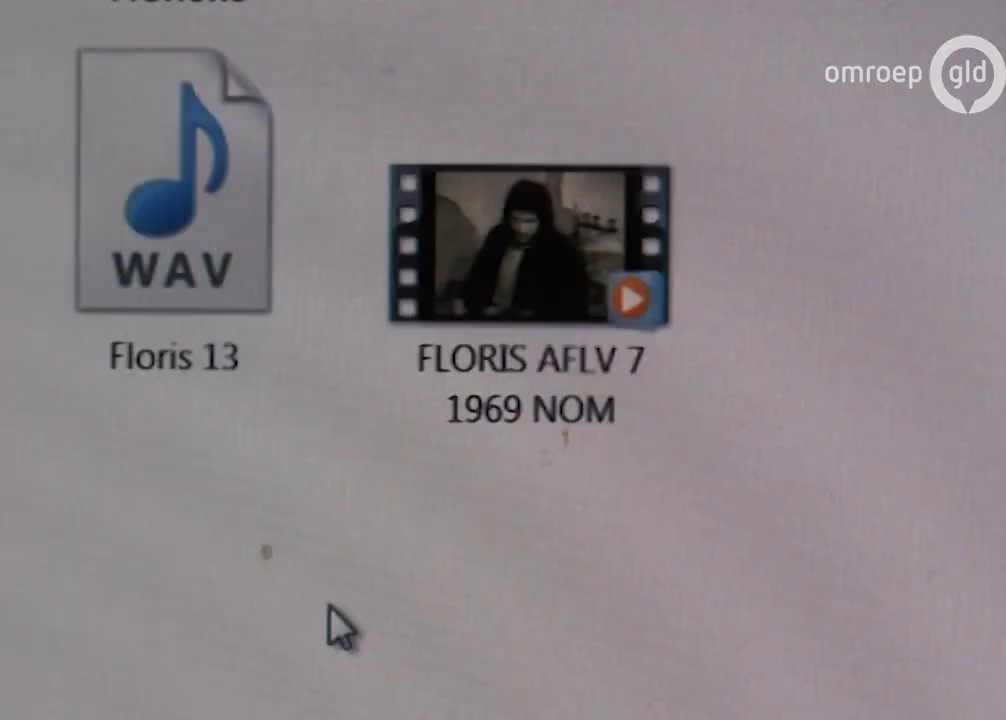 omroep gld
WAV
Floris 13
FLORIS AFLV 7
1969 NOM